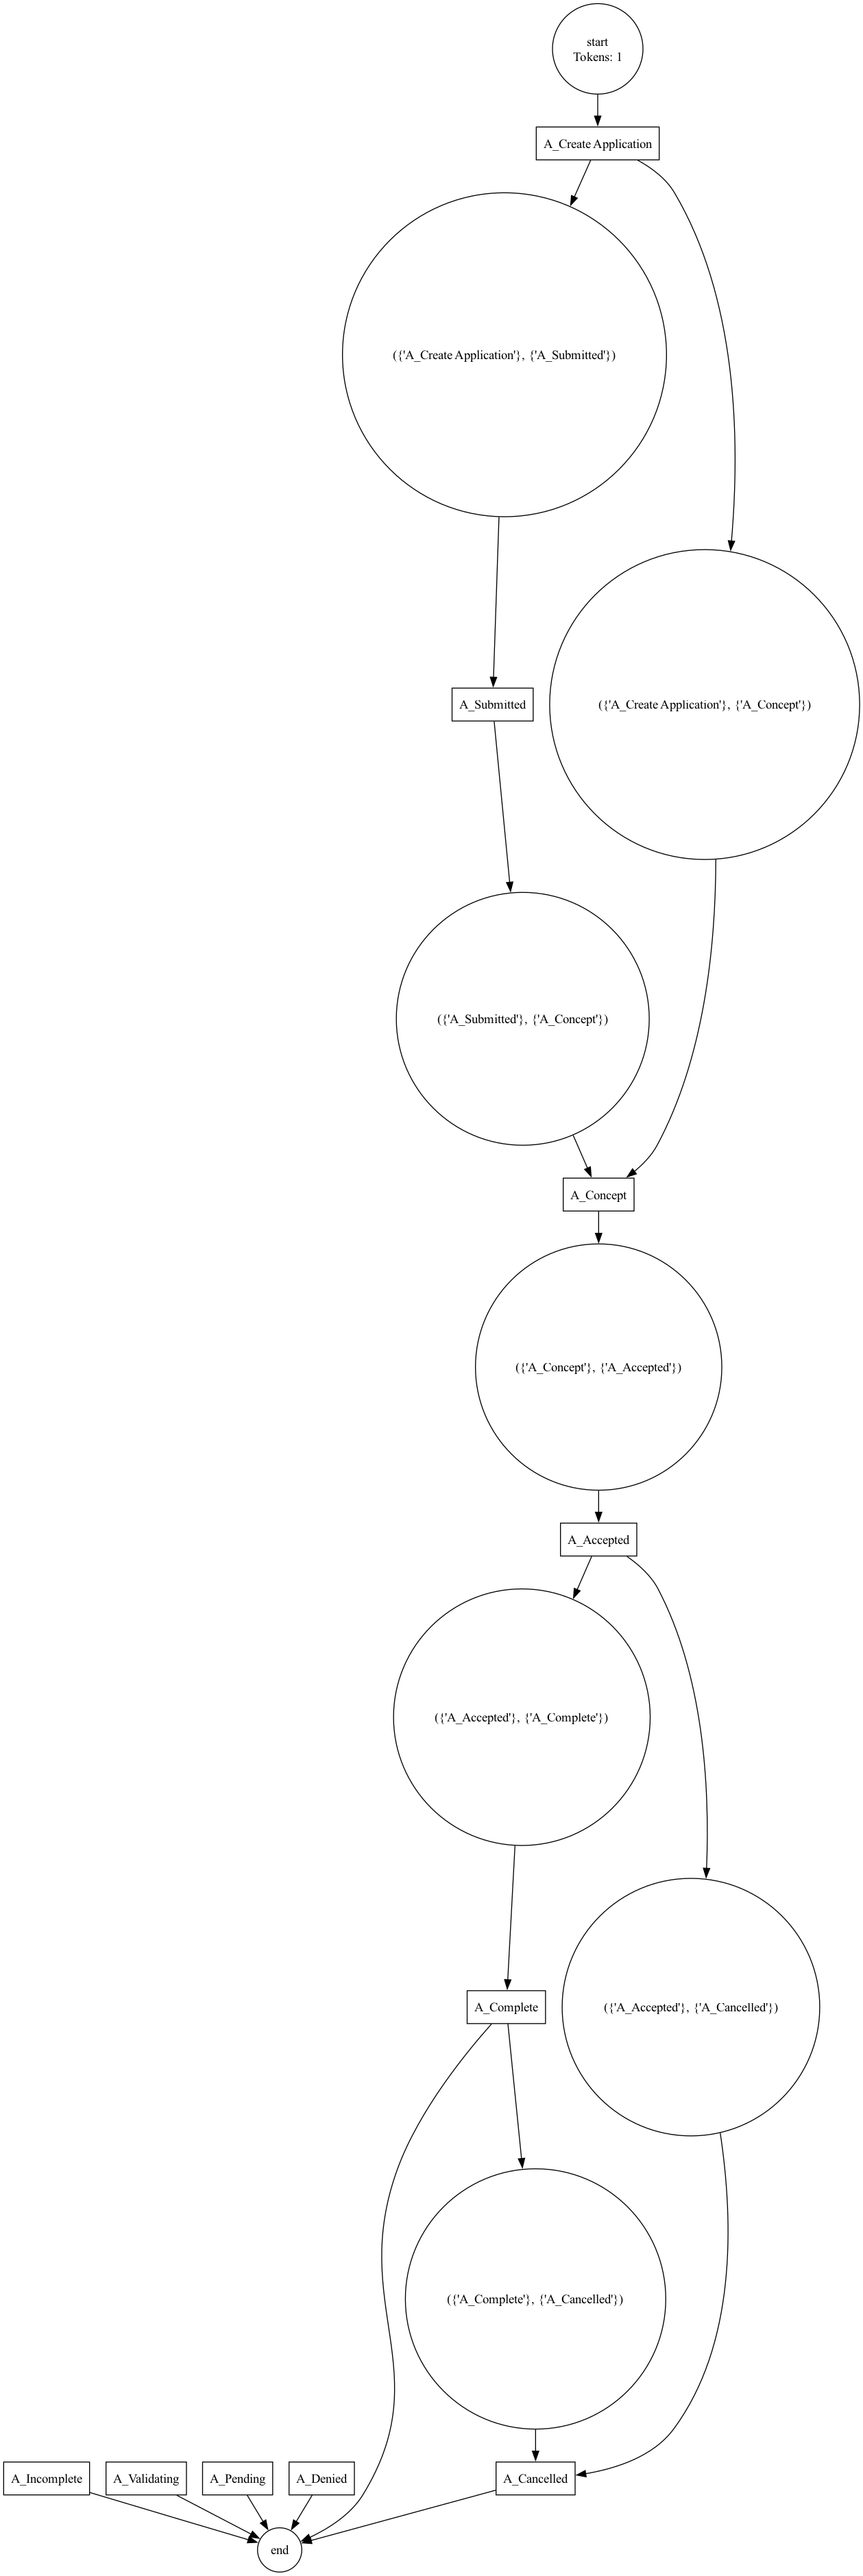 start
Tokens: 1
A_Create Application
({'A_Create Application'}, {'A_Submitted'})
A_Submitted
({'A_Create Application'}, {'A_Concept'})
({'A_Submitted'}, {'A_Concept'})
A_Concept
({'A_Concept'}, {'A_Accepted'})
A_Accepted
({'A_Accepted'}, {'A_Complete'})
A_Complete
({'A_Accepted'}, {'A_Cancelled'})
({'A_Complete'}, {'A_Cancelled'})
A_Incomplete
A_Validating
A_Pending
A_Denied
A_Cancelled
end